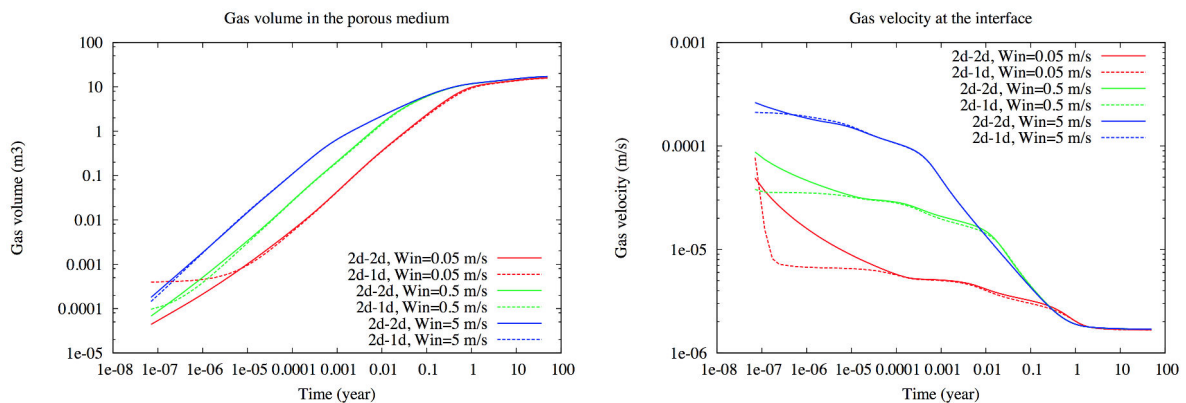 Gas volume in the porous medium
100
10
1
0.1
0.01
0.001
0.0001
1e-05
Gas volume (m3)
2d-2d, Win=0.05 m/s
2d-1d, Win=0.05 m/s
2d-2d, Win=0.5 m/s
2d-1d, Win=0.5 m/s
2d-2d, Win=5 m/s
2d-1d, Win=5 m/s
1e-08 1e-07 1e-06 1e-05 0.0001 0.001 0.01 0.1 1 10 100
Time (year)
Gas velocity at the interface
0.001
0.0001
1e-05
1e-06
Gas velocity (m/s)
2d-2d, Win=0.05 m/s
2d-1d, Win=0.05 m/s
2d-2d, Win=0.5 m/s
2d-1d, Win=0.5 m/s
2d-2d, Win=5 m/s
2d-1d, Win=5 m/s
1e-08 1e-07 1e-06 1e-05 0.0001 0.001 0.01 0.1 1 10 100
Time (year)